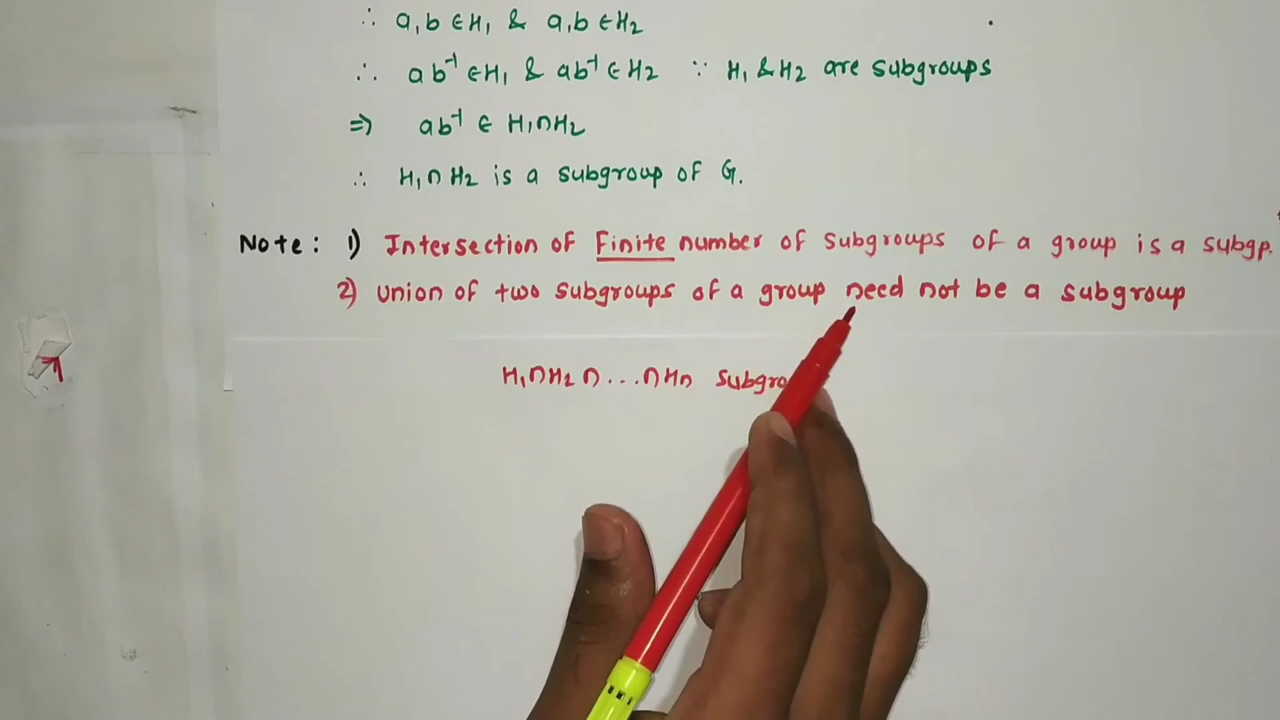 ∴ a,b ∈ H₁ & a,b ∈ H₂
∴ ab⁻¹ ∈ H₁ & ab⁻¹ ∈ H₂ ∵ H₁ & H₂ are subgroups
⇒ ab⁻¹ ∈ H₁∩H₂
∴ H₁∩H₂ is a subgroup of G.
Note: 1) Intersection of Finite number of subgroups of a group is a subgp.
2) union of two subgroups of a group need not be a subgroup
H₁∩H₂∩...∩Hn